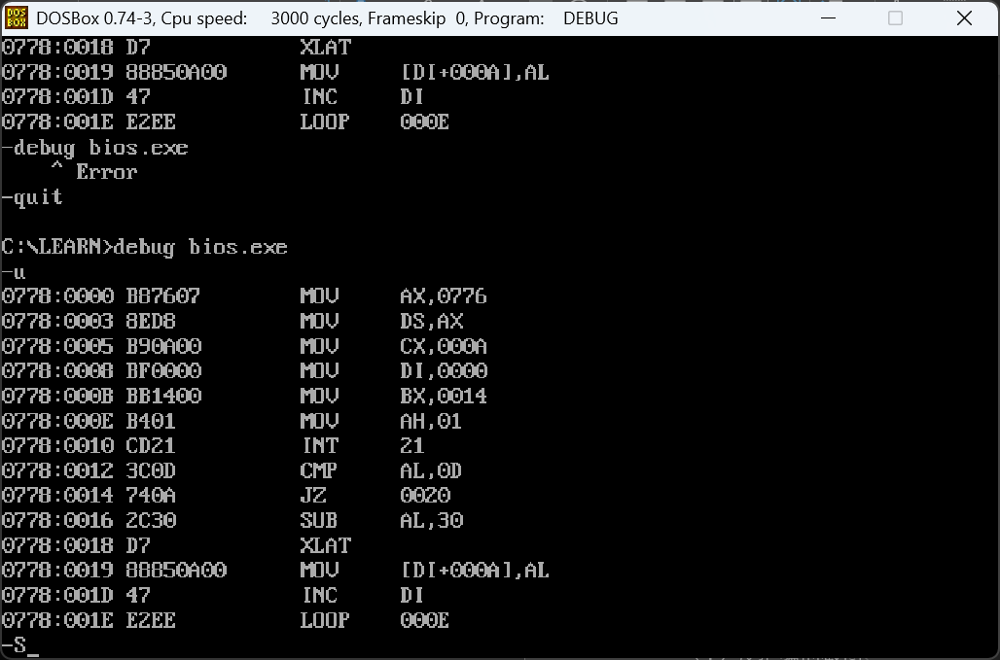 DOS BOX
DOSBox 0.74-3, Cpu speed: 3000 cycles, Frameskip 0, Program: DEBUG
0778:0018 D7 XLAT
0778:0019 88850A00 MOV [DI+000A],AL
0778:001D 47 INC DI
0778:001E E2EE LOOP 000E
-debug bios.exe
^ Error
-quit
C:\LEARN>debug bios.exe
-u
0778:0000 B87607 MOV AX,0776
0778:0003 8ED8 MOV DS,AX
0778:0005 B90A00 MOV CX,000A
0778:0008 BF0000 MOV DI,0000
0778:000B BB1400 MOV BX,0014
0778:000E B401 MOV AH,01
0778:0010 CD21 INT 21
0778:0012 3C0D CMP AL,0D
0778:0014 740A JZ 0020
0778:0016 2C30 SUB AL,30
0778:0018 D7 XLAT
0778:0019 88850A00 MOV [DI+000A],AL
0778:001D 47 INC DI
0778:001E E2EE LOOP 000E
-S_